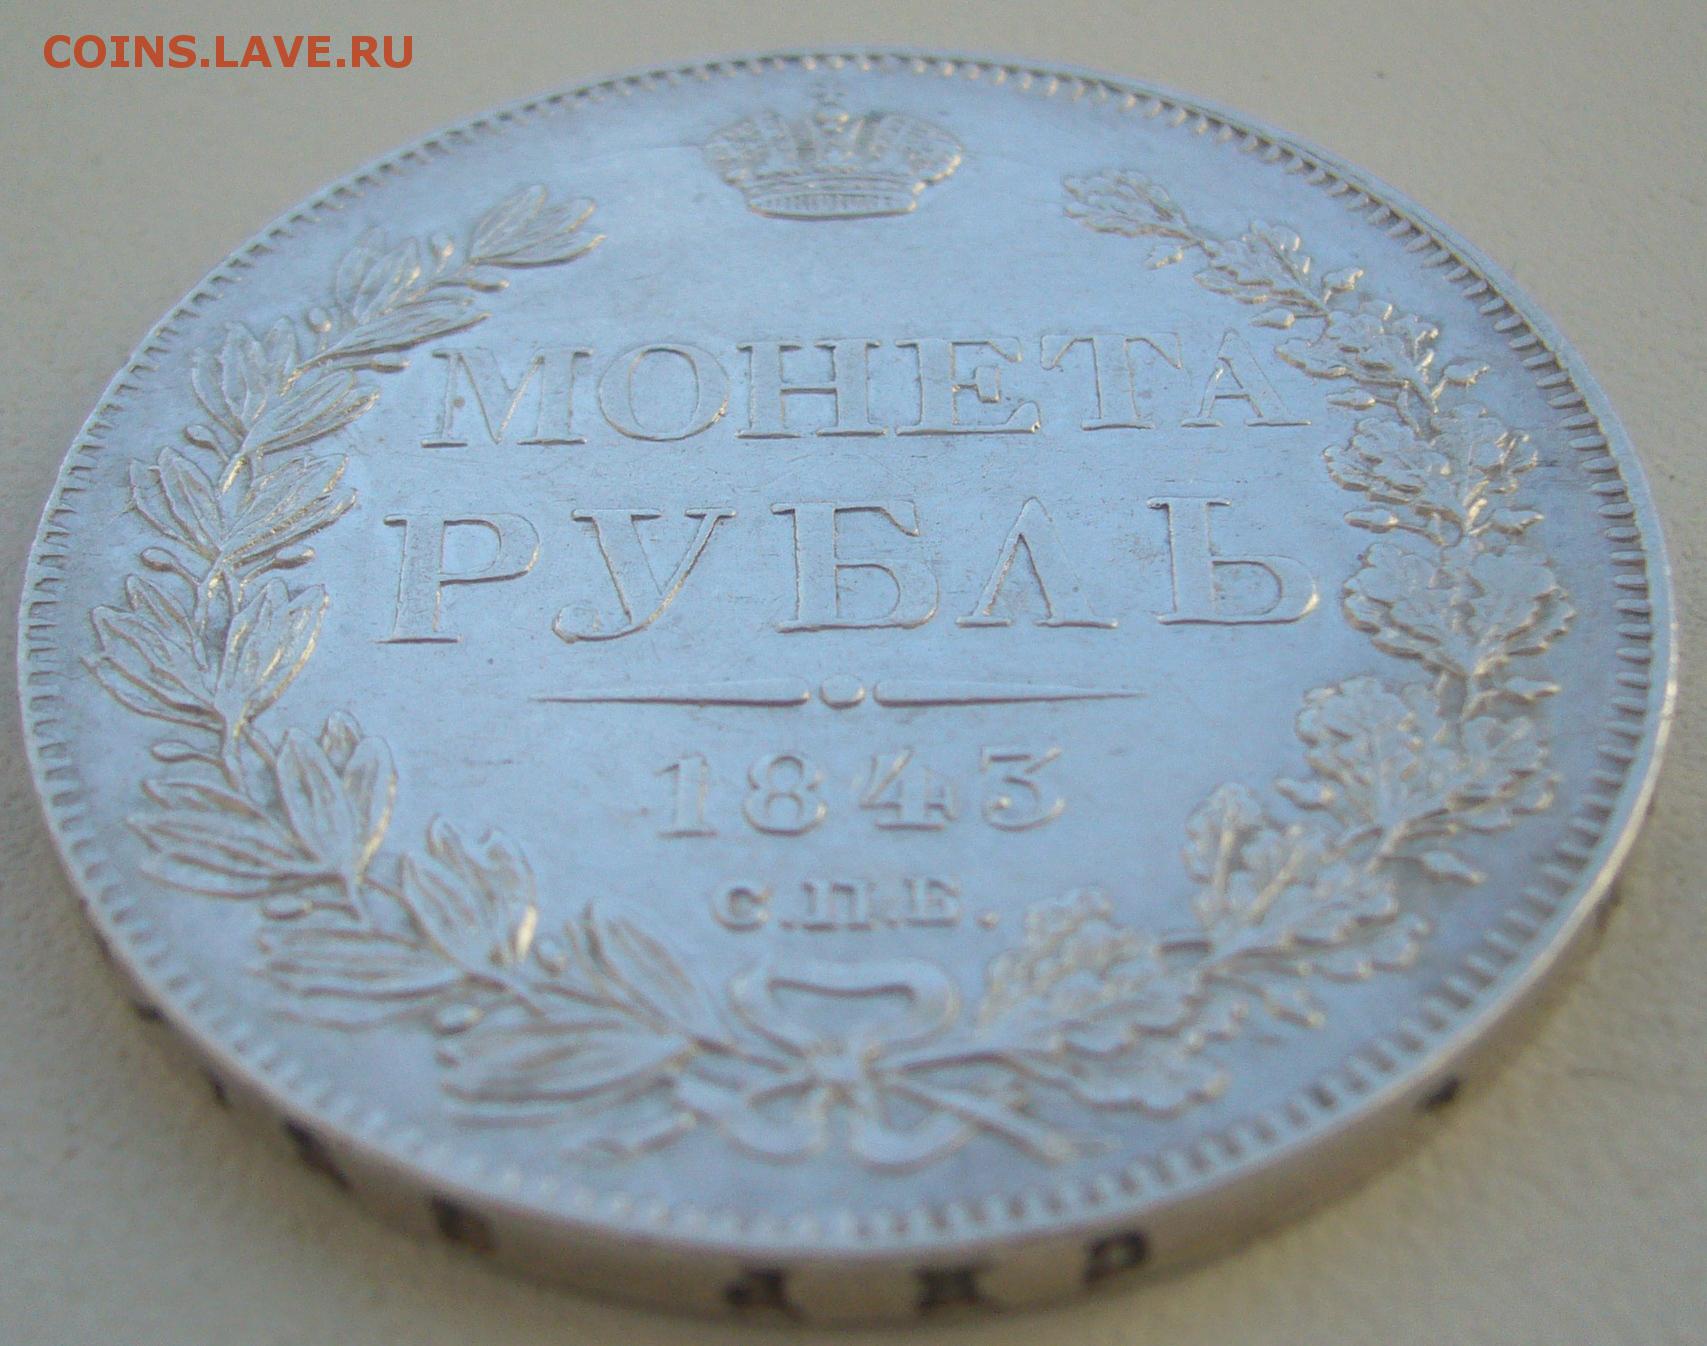 COINS.LAVE.RU
МОНЕТА
РУБЛЬ
1843
С.П.Б.